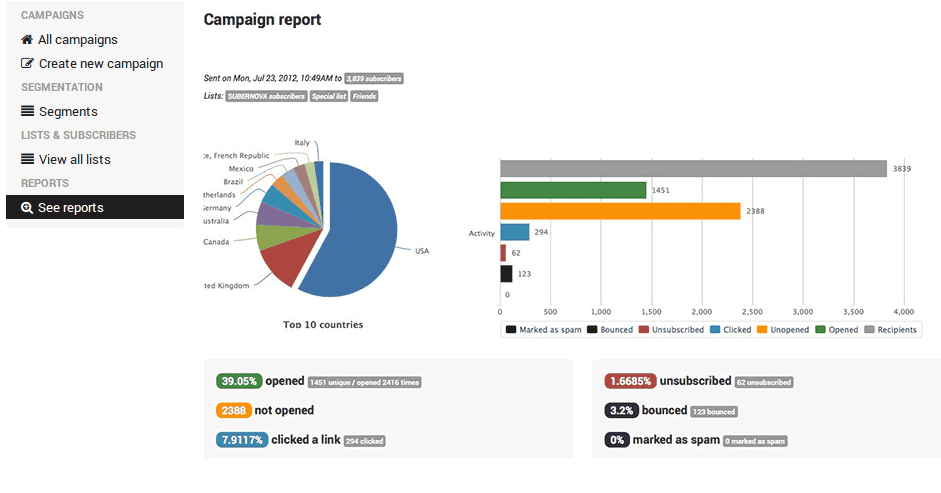 CAMPAIGNS
All campaigns
Create new campaign
SEGMENTATION
Segments
LISTS & SUBSCRIBERS
View all lists
REPORTS
See reports
Campaign report
Sent on Mon, Jul 23, 2012, 10:49AM to 3,839 subscribers
Lists: SUBERNOVA subscribers Special list Friends
Italy
ce, French Republic
Mexico
Brazil
therlands
Germany
ustralia
Canada
ted Kingdom
USA
Top 10 countries
3839
1451
2388
Activity
294
62
123
0
0 500 1,000 1,500 2,000 2,500 3,000 3,500 4,000
Marked as spam Bounced Unsubscribed Clicked Unopened Opened Recipients
39.05% opened 1451 unique / opened 2416 times
2388 not opened
7.9117% clicked a link 294 clicked
1.6685% unsubscribed 62 unsubscribed
3.2% bounced 123 bounced
0% marked as spam 0 marked as spam